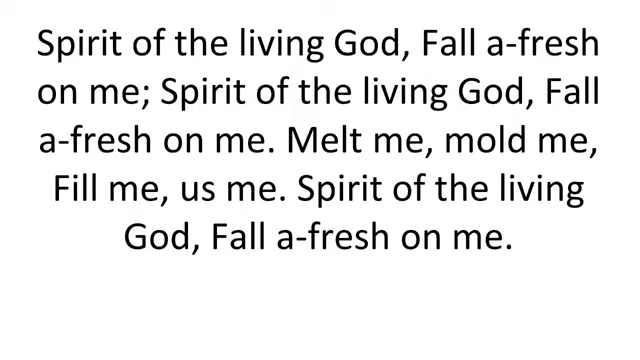 Spirit of the living God, Fall a-fresh
on me; Spirit of the living God, Fall
a-fresh on me. Melt me, mold me,
Fill me, us me. Spirit of the living
God, Fall a-fresh on me.